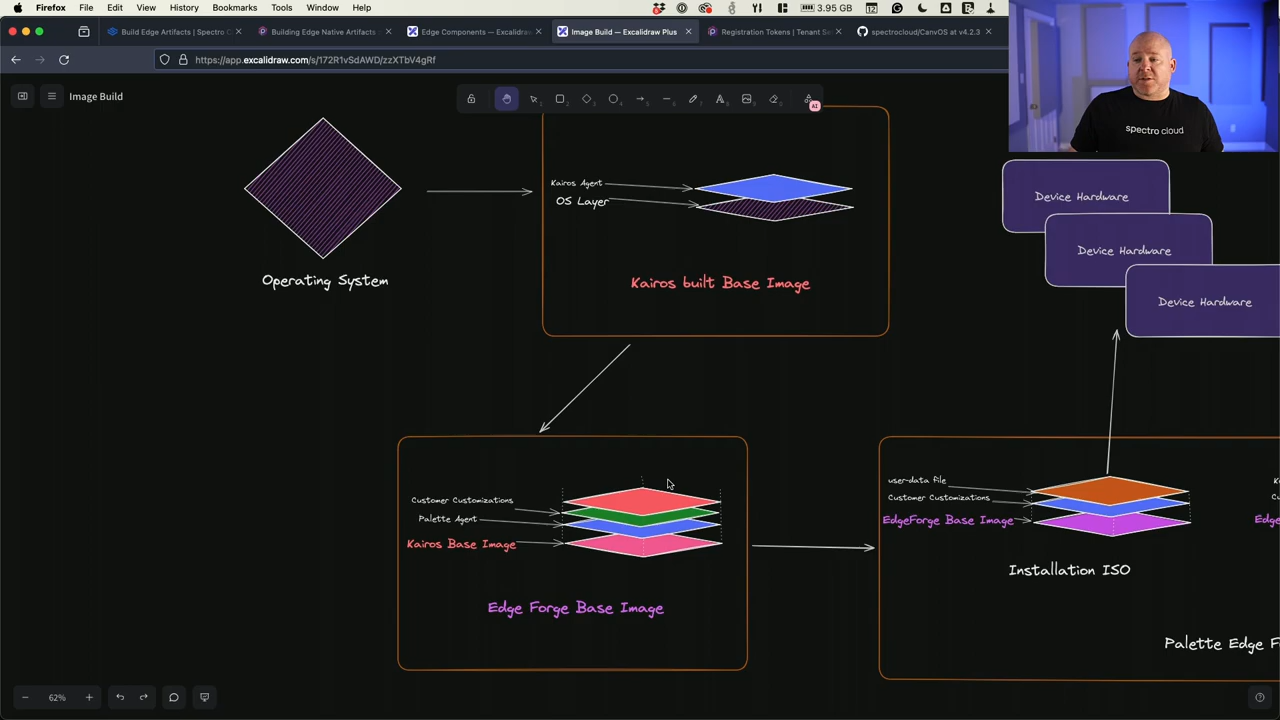 Firefox File Edit View History Bookmarks Tools Window Help 3.95 GB
Build Edge Artifacts | Spectro C
Building Edge Native Artifacts
Edge Components — Excalidraw
Image Build — Excalidraw Plus
Registration Tokens | Tenant Se
spectrocloud/CanvOS at v4.2.3
https://app.excalidraw.com/s/172R1vSdAWD/zzXTbV4gRf
Image Build
AI
spectro cloud
Operating System
Kairos Agent
OS Layer
Kairos built Base Image
Device Hardware
Device Hardware
Device Hardware
Customer Customizations
Palette Agent
Kairos Base Image
Edge Forge Base Image
user-data file
Customer Customizations
EdgeForge Base Image
Installation ISO
Palette Edge F
62%